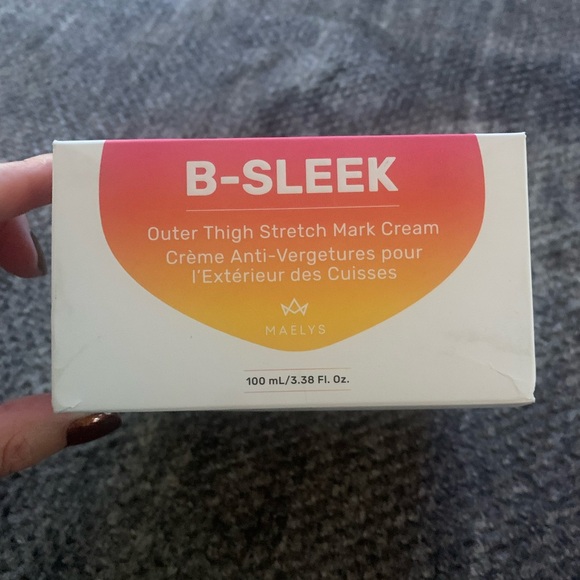 B-SLEEK
Outer Thigh Stretch Mark Cream
Crème Anti-Vergetures pour
l'Extérieur des Cuisses
MAELYS
100 mL/3.38 Fl. Oz.